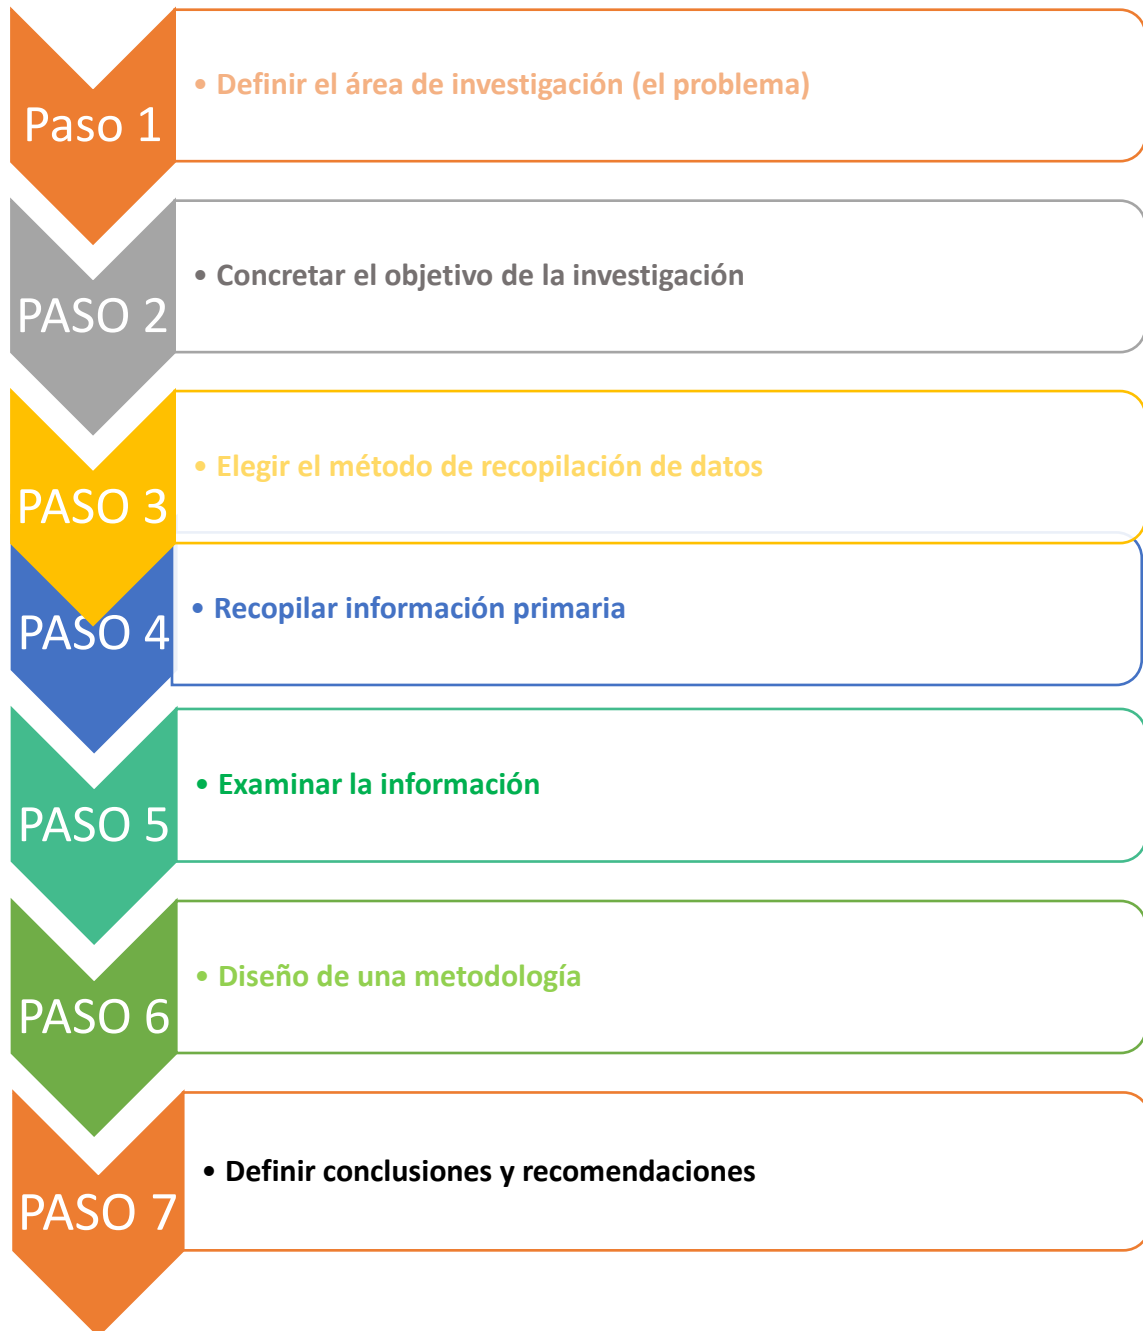 Paso 1
• Definir el área de investigación (el problema)
PASO 2
• Concretar el objetivo de la investigación
PASO 3
• Elegir el método de recopilación de datos
PASO 4
• Recopilar información primaria
PASO 5
• Examinar la información
PASO 6
• Diseño de una metodología
PASO 7
• Definir conclusiones y recomendaciones